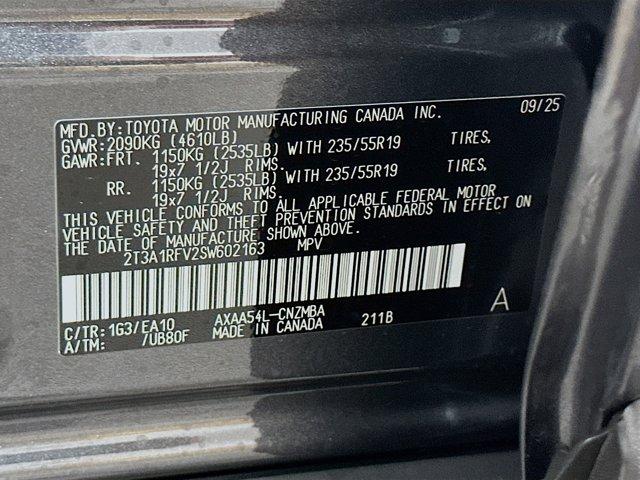 MFD.BY:TOYOTA MOTOR MANUFACTURING CANADA INC. 09/25
GVWR:2090KG (4610LB)
GAWR:FRT. 1150KG (2535LB) WITH 235/55R19 TIRES,
19x7 1/2J RIMS.
RR. 1150KG (2535LB) WITH 235/55R19 TIRES,
19x7 1/2J RIMS.
THIS VEHICLE CONFORMS TO ALL APPLICABLE FEDERAL MOTOR
VEHICLE SAFETY AND THEFT PREVENTION STANDARDS IN EFFECT ON
THE DATE OF MANUFACTURE SHOWN ABOVE.
2T3A1RFV2SW602163 MPV
C/TR:1G3/EA10 AXAA54L-CNZMBA 211B A
A/TM: /UB80F MADE IN CANADA